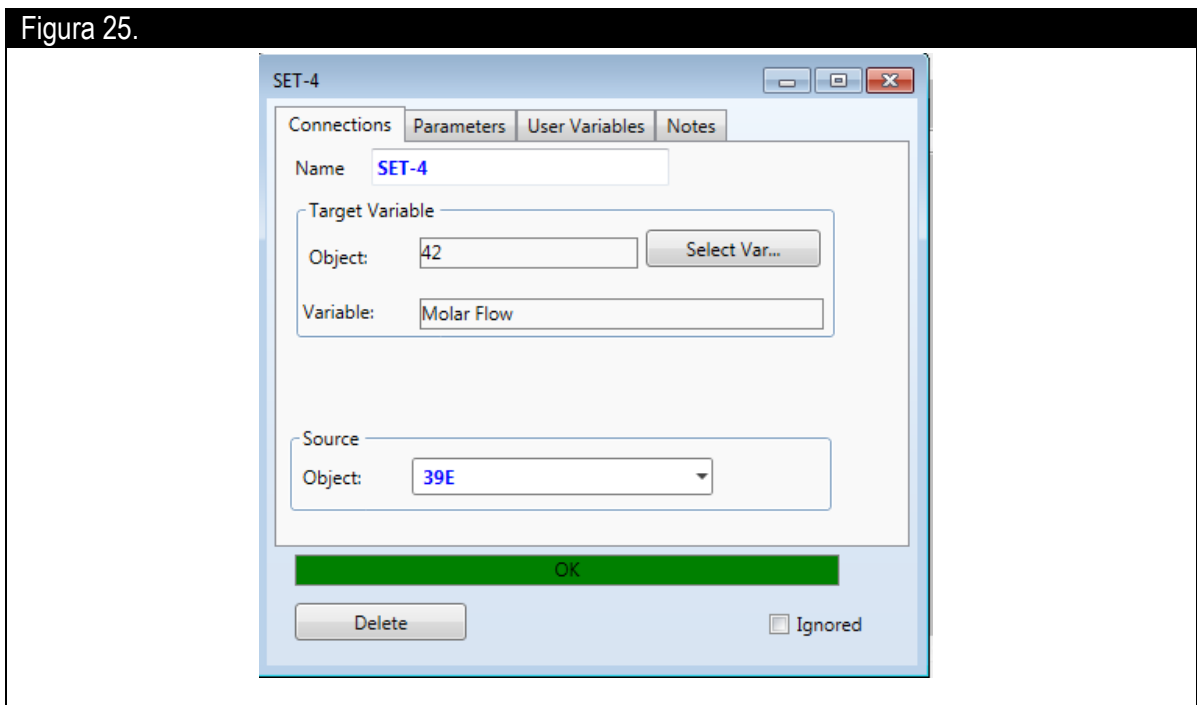 Figura 25.
SET-4
Connections Parameters User Variables Notes
Name SET-4
Target Variable
Object: 42 Select Var...
Variable: Molar Flow
Source
Object: 39E
OK
Delete Ignored